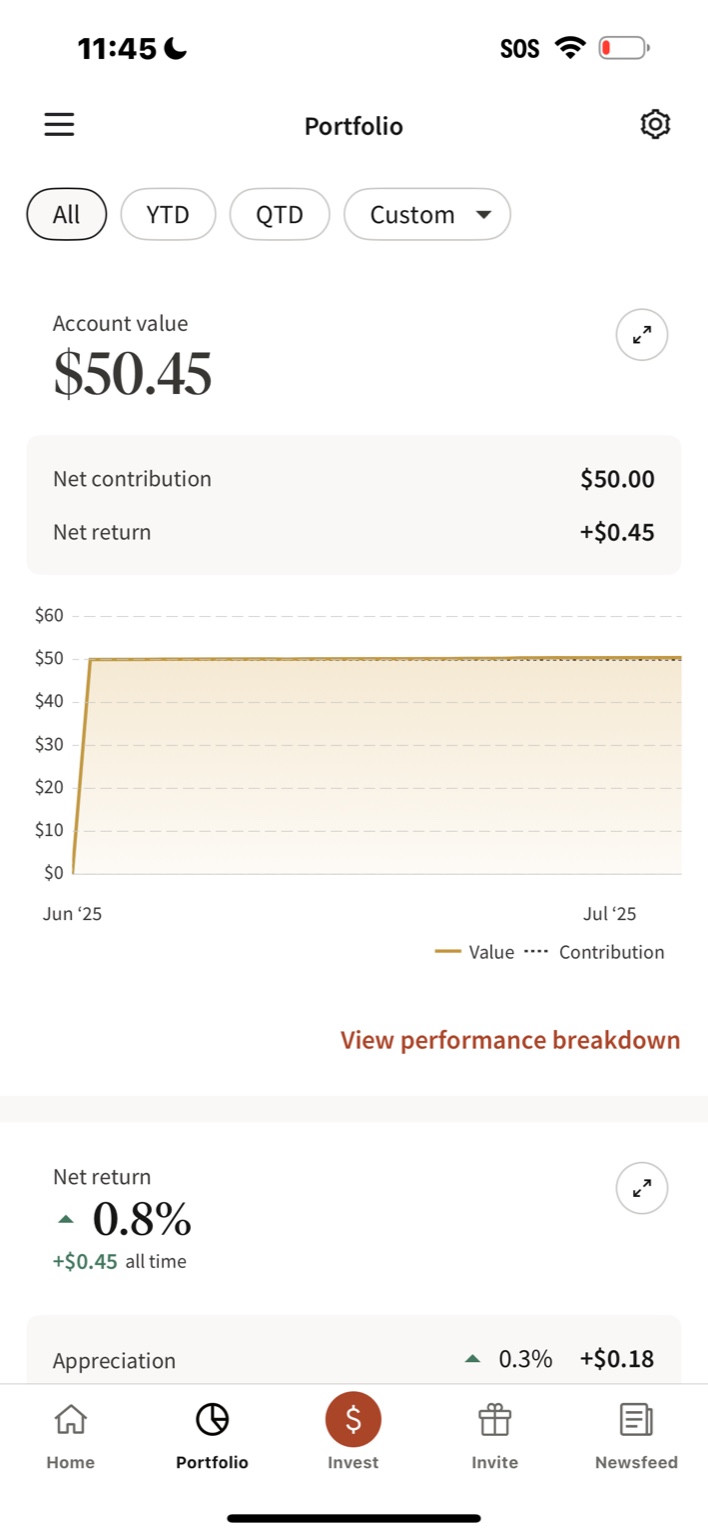 11:45 SOS
Portfolio
All YTD QTD Custom
Account value
$50.45
Net contribution $50.00
Net return +$0.45
$60
$50
$40
$30
$20
$10
$0
Jun ‘25 Jul ‘25
Value Contribution
View performance breakdown
Net return
0.8%
+$0.45 all time
Appreciation 0.3% +$0.18
$
Home Portfolio Invest Invite Newsfeed